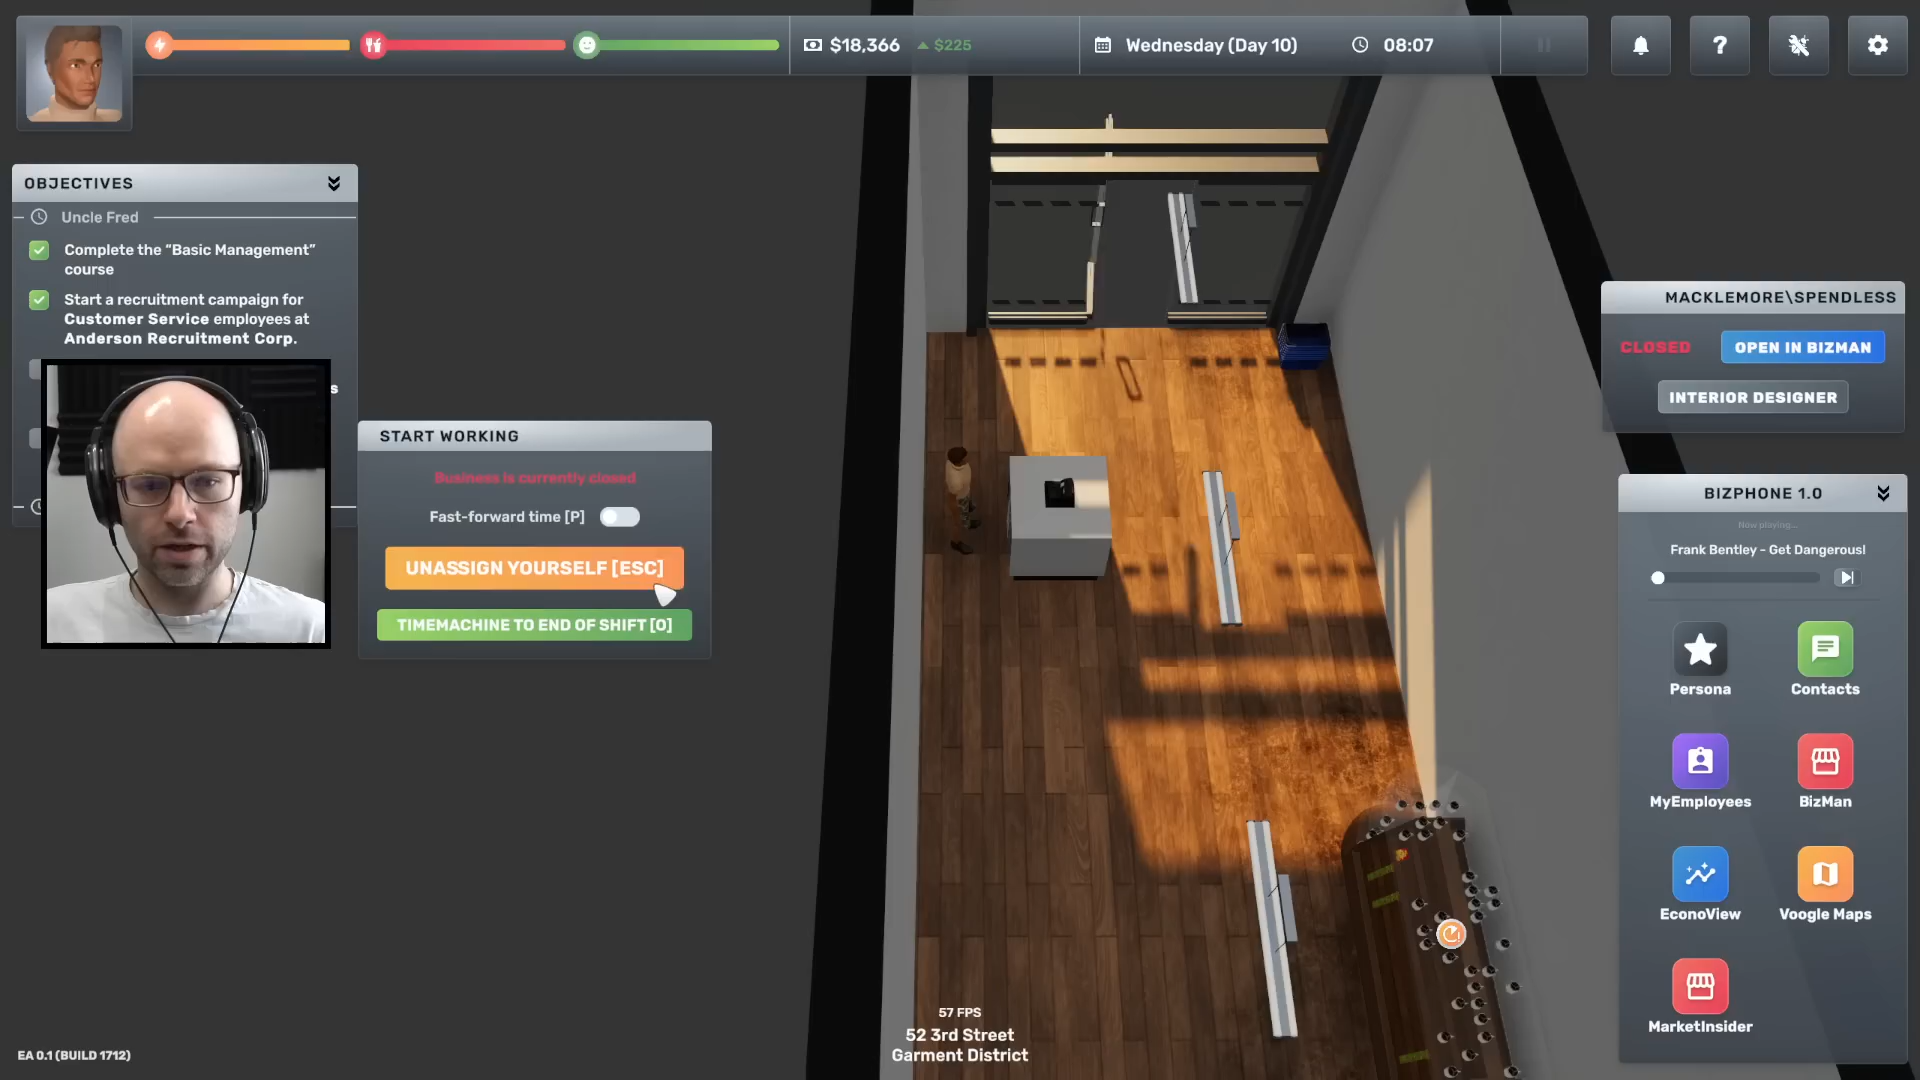 $18,366
$225
Wednesday (Day 10)
08:07
?
OBJECTIVES
Uncle Fred
Complete the "Basic Management"
course
Start a recruitment campaign for
Customer Service employees at
Anderson Recruitment Corp.
s
START WORKING
Business is currently closed
Fast-forward time [P]
UNASSIGN YOURSELF [ESC]
TIMEMACHINE TO END OF SHIFT [O]
MACKLEMORE\SPENDLESS
CLOSED
OPEN IN BIZMAN
INTERIOR DESIGNER
BIZPHONE 1.0
Now playing...
Frank Bentley - Get Dangerous!
Persona
Contacts
MyEmployees
BizMan
EconoView
Voogle Maps
MarketInsider
57 FPS
52 3rd Street
Garment District
EA 0.1 (BUILD 1712)